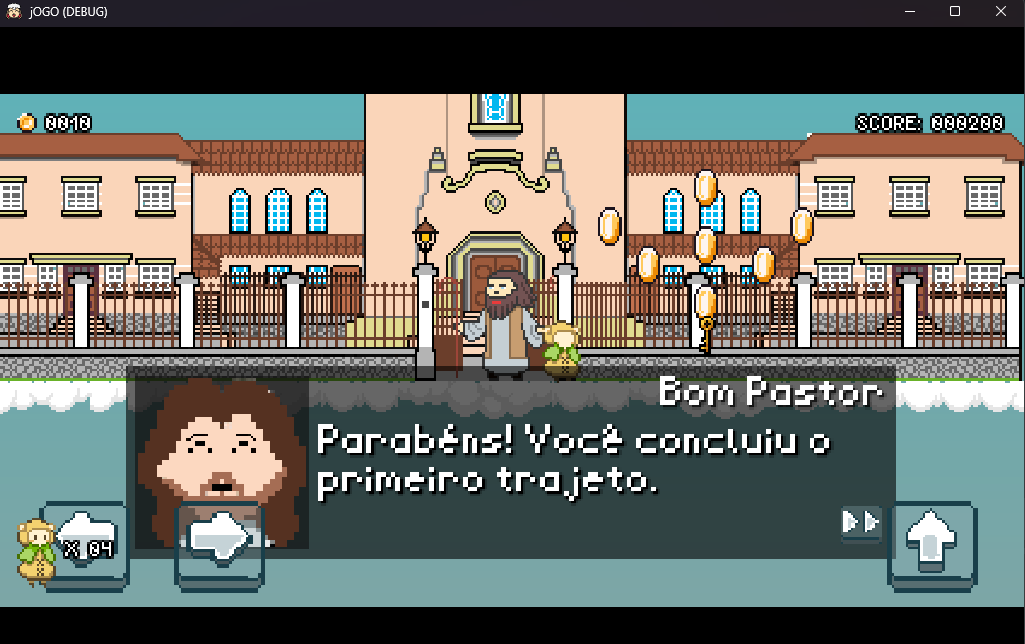 jOGO (DEBUG)
0010
SCORE: 000200
Bom Pastor
Parabéns! Você concluiu o
primeiro trajeto.
X 04